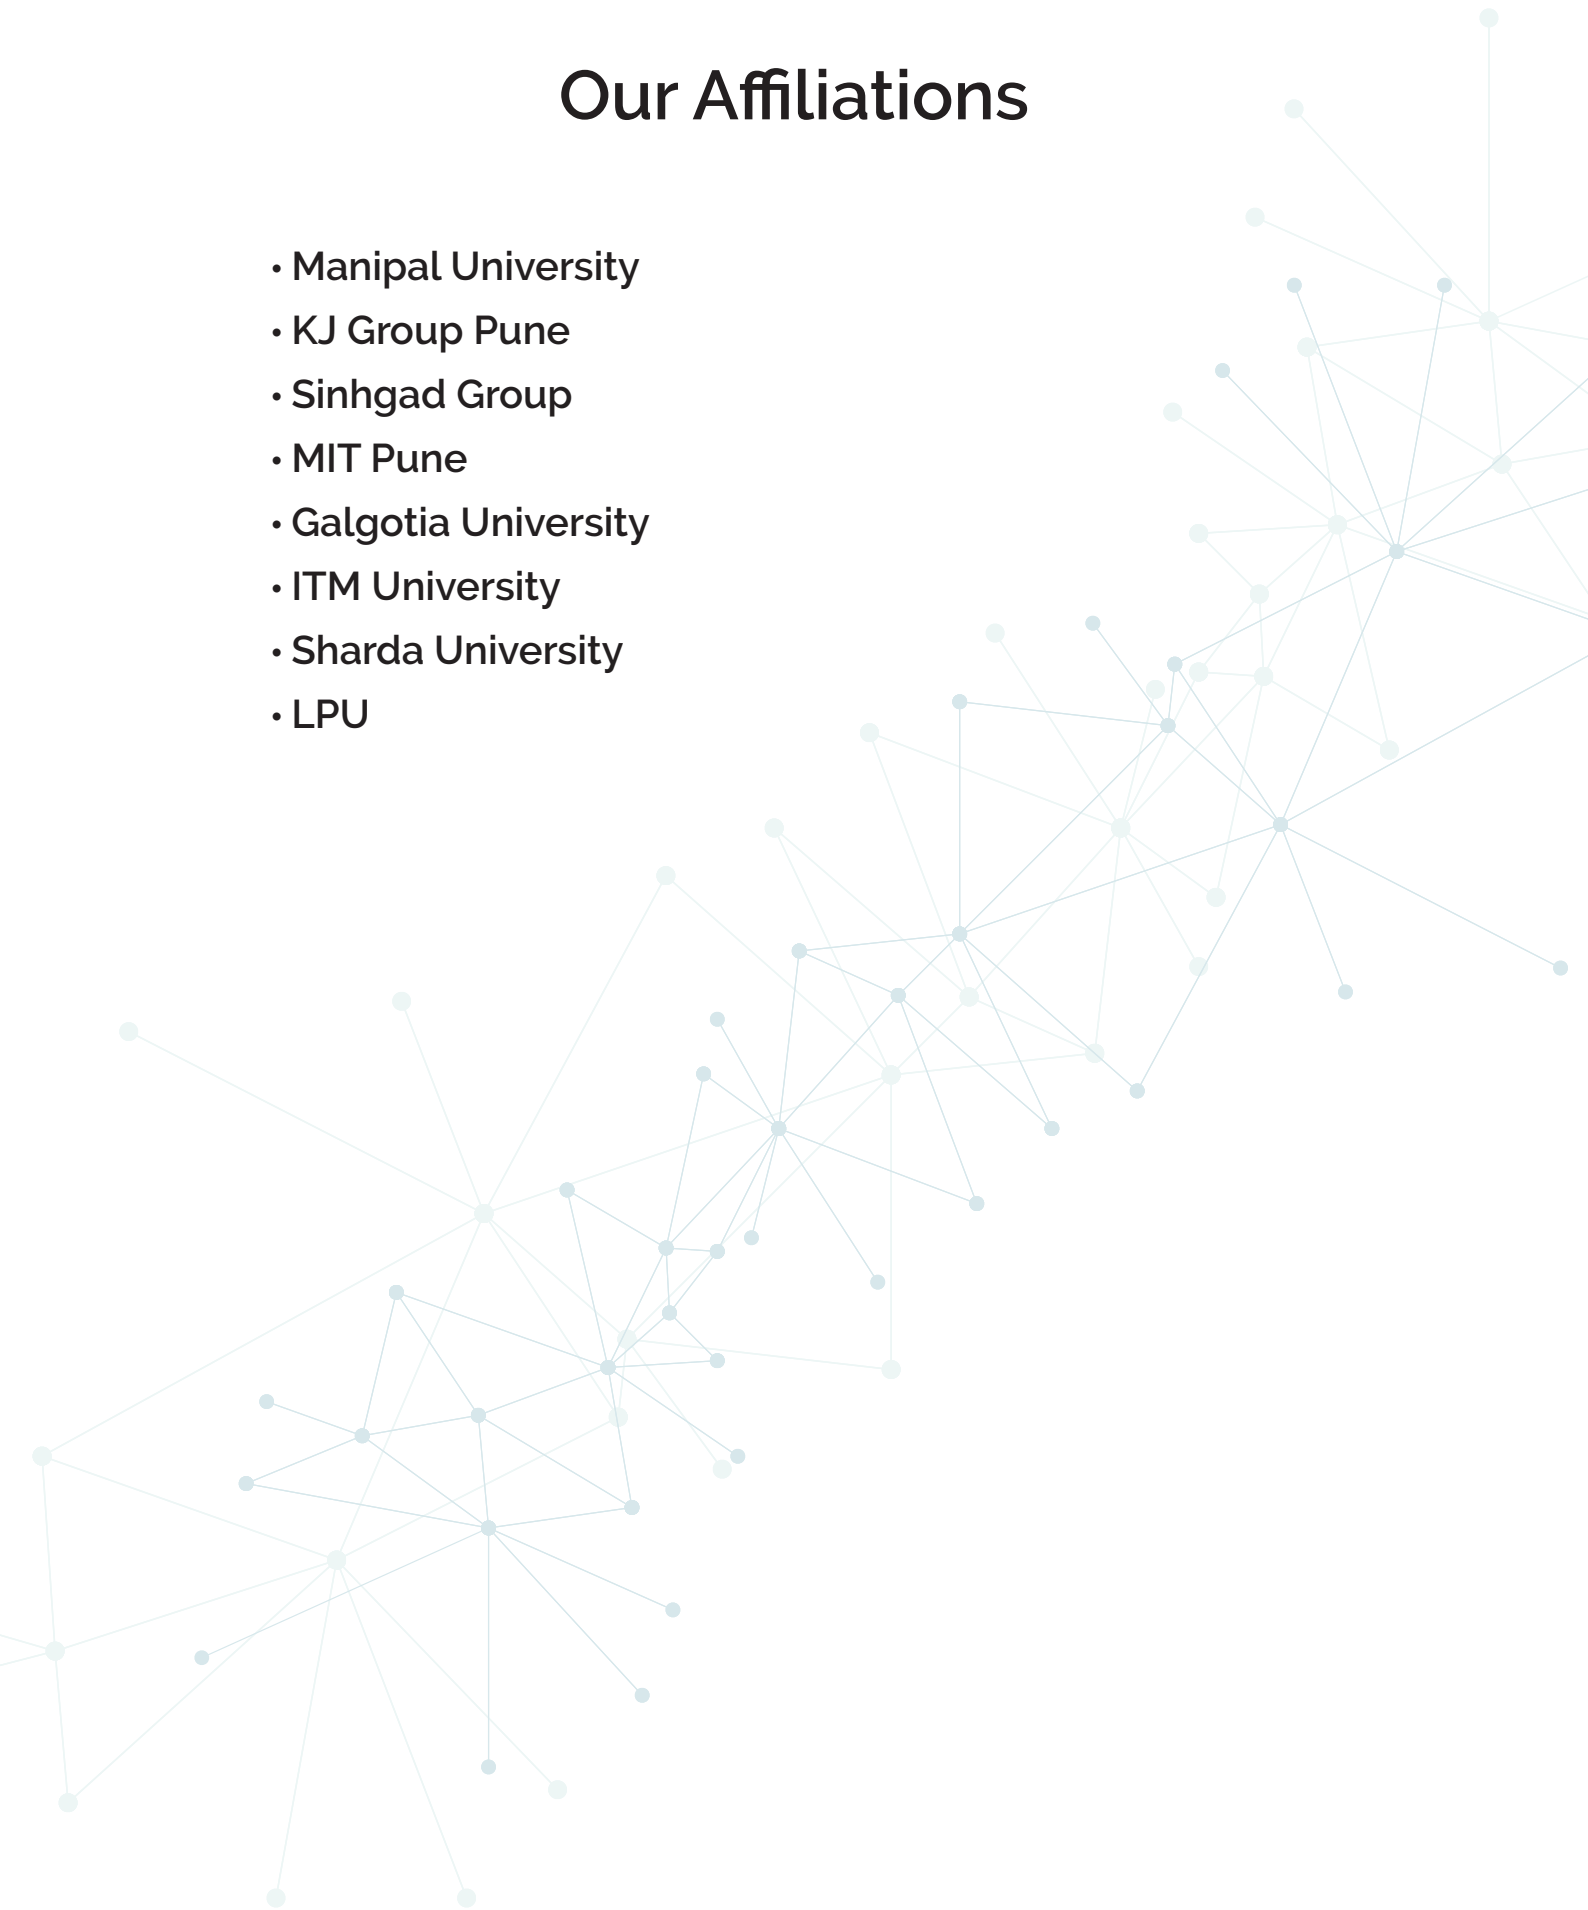 Our Affiliations
• Manipal University
• KJ Group Pune
• Sinhgad Group
• MIT Pune
• Galgotia University
• ITM University
• Sharda University
• LPU